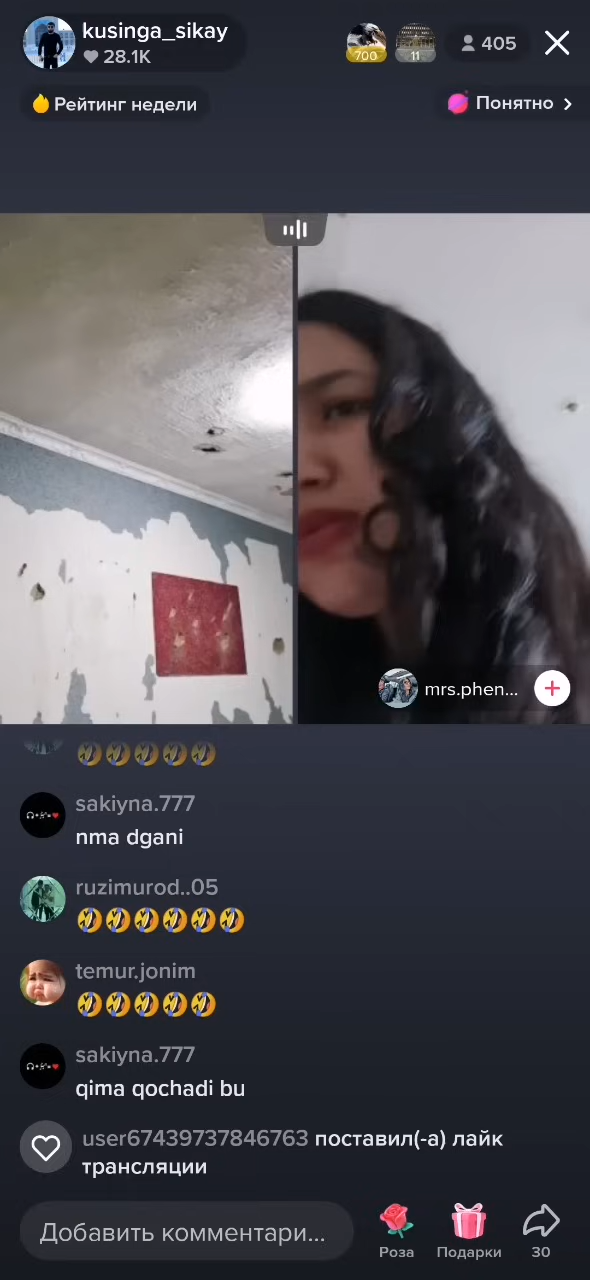 kusinga_sikay
28.1K
700
11
405
Рейтинг недели
Понятно
mrs.phen...
sakiyna.777
nma dgani
ruzimurod..05
temur.jonim
sakiyna.777
qima qochadi bu
user67439737846763 поставил(-а) лайк
трансляции
Добавить комментари...
Роза
Подарки
30